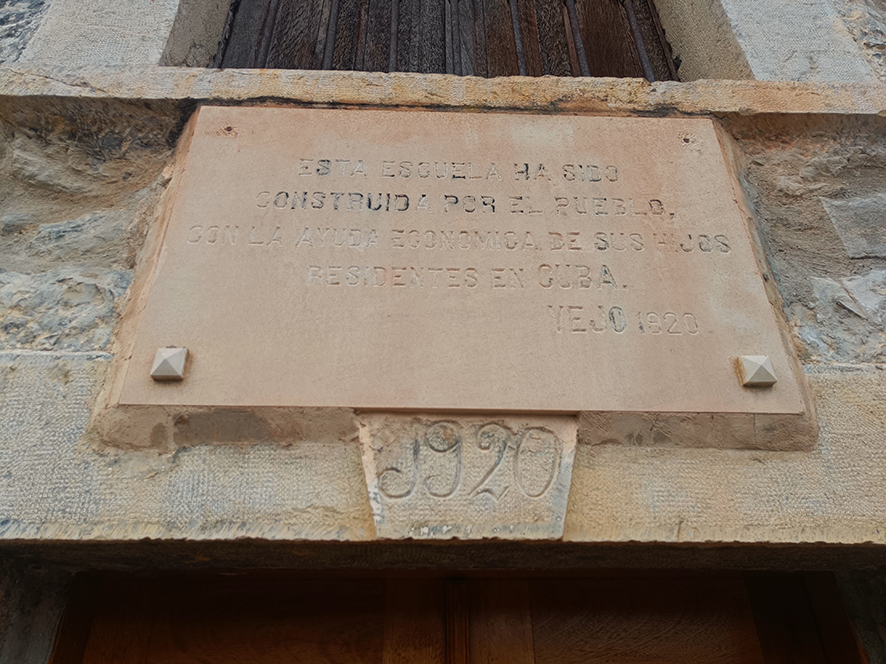 ESTA ESCUELA HA SIDO
CONSTRUIDA POR EL PUEBLO,
CON LA AYUDA ECONOMICA DE SUS HIJOS
RESIDENTES EN CUBA.
VEJO 1920
1920